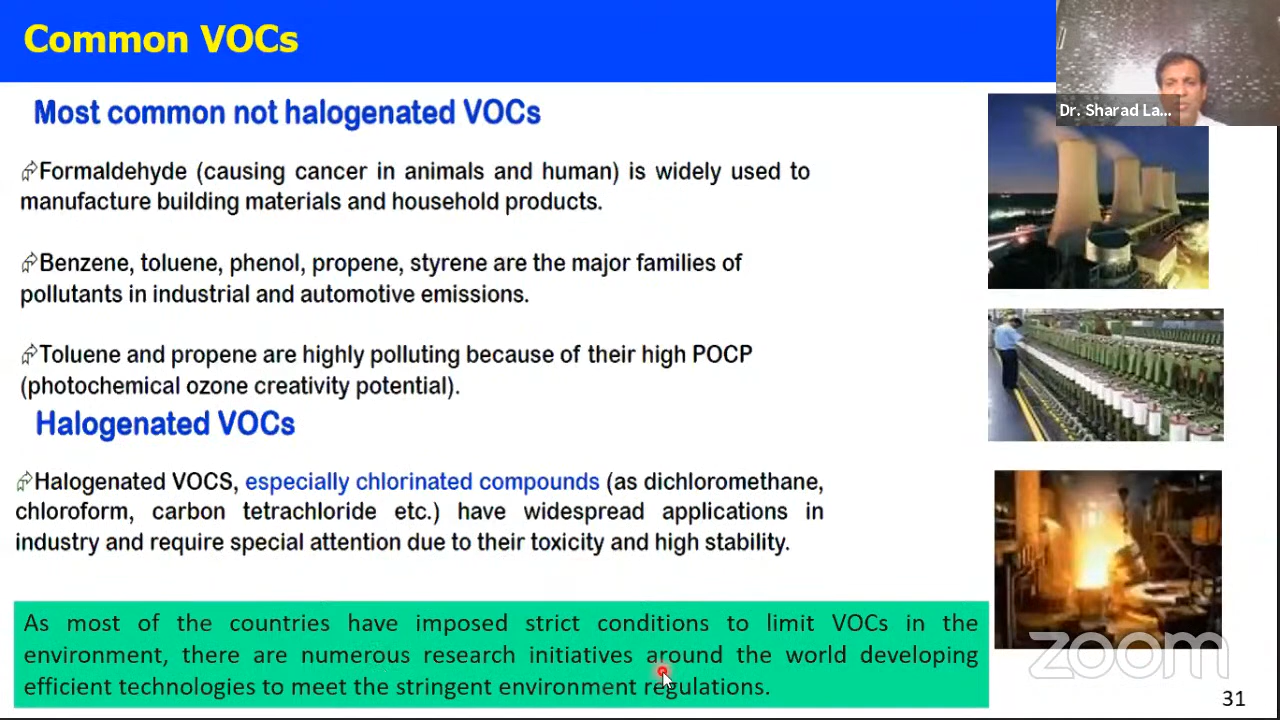 Common VOCs
Dr. Sharad La...
Most common not halogenated VOCs
Formaldehyde (causing cancer in animals and human) is widely used to
manufacture building materials and household products.
Benzene, toluene, phenol, propene, styrene are the major families of
pollutants in industrial and automotive emissions.
Toluene and propene are highly polluting because of their high POCP
(photochemical ozone creativity potential).
Halogenated VOCs
Halogenated VOCS, especially chlorinated compounds (as dichloromethane,
chloroform, carbon tetrachloride etc.) have widespread applications in
industry and require special attention due to their toxicity and high stability.
As most of the countries have imposed strict conditions to limit VOCs in the
environment, there are numerous research initiatives around the world developing
efficient technologies to meet the stringent environment regulations.
zoom
31